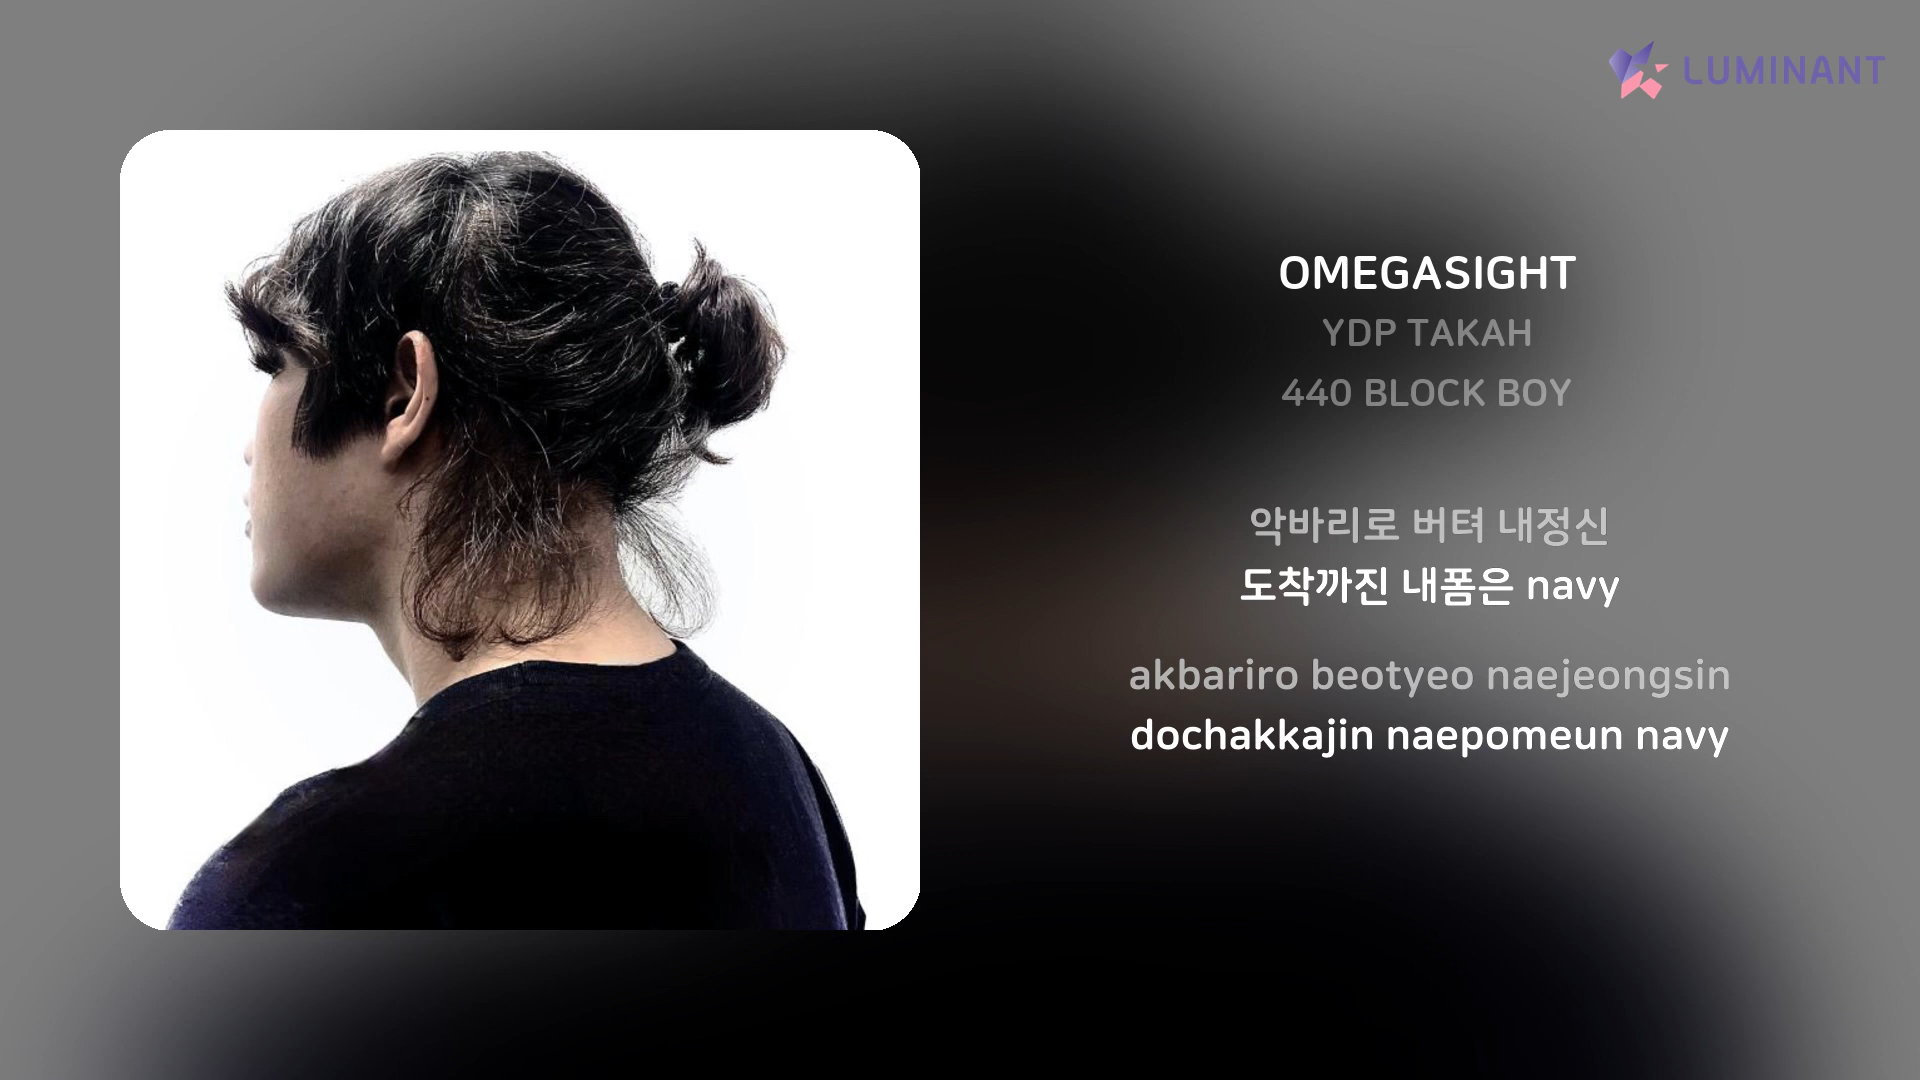 LUMINANT
OMEGASIGHT
YDP TAKAH
440 BLOCK BOY
악바리로 버텨 내정신
도착까진 내폼은 navy
akbariro beotyeo naejeongsin
dochakkajin naepomeun navy